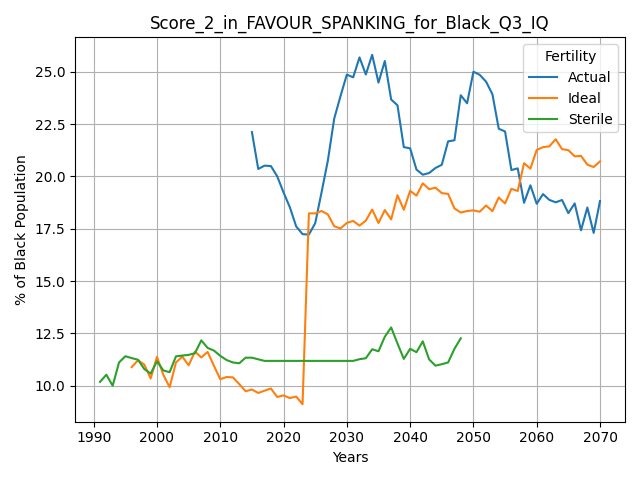 Score_2_in_FAVOUR_SPANKING_for_Black_Q3_IQ
Fertility
Actual
Ideal
Sterile
% of Black Population
25.0
22.5
20.0
17.5
15.0
12.5
10.0
1990 2000 2010 2020 2030 2040 2050 2060 2070
Years